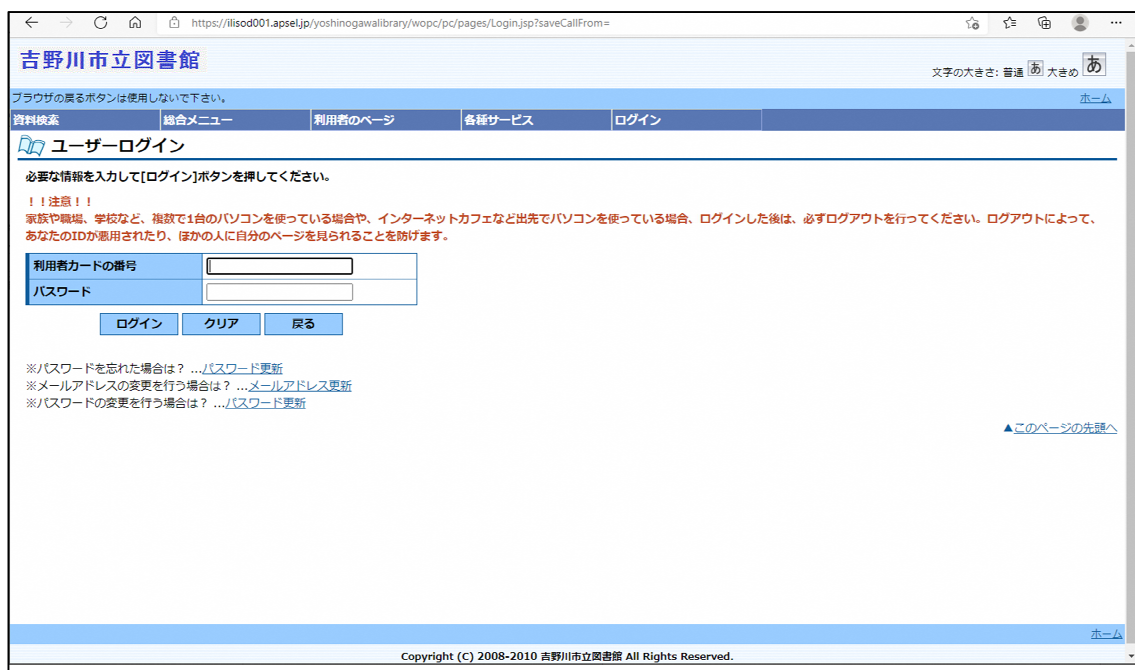 https://ilisod001.apsel.jp/yoshinogawalibrary/wopc/pc/pages/Login.jsp?saveCallFrom=
吉野川市立図書館
文字の大きさ: 普通 あ 大きめ あ
ブラウザの戻るボタンは使用しないで下さい。 ホーム
資料検索 総合メニュー 利用者のページ 各種サービス ログイン
ユーザーログイン
必要な情報を入力して[ログイン]ボタンを押してください。
！！注意！！
家族や職場、学校など、複数で1台のパソコンを使っている場合や、インターネットカフェなど出先でパソコンを使っている場合、ログインした後は、必ずログアウトを行ってください。ログアウトによって、
あなたのIDが悪用されたり、ほかの人に自分のページを見られることを防げます。
利用者カードの番号
パスワード
ログイン クリア 戻る
※パスワードを忘れた場合は？ ...パスワード更新
※メールアドレスの変更を行う場合は？ ...メールアドレス更新
※パスワードの変更を行う場合は？ ...パスワード更新
▲このページの先頭へ
ホーム
Copyright (C) 2008-2010 吉野川市立図書館 All Rights Reserved.